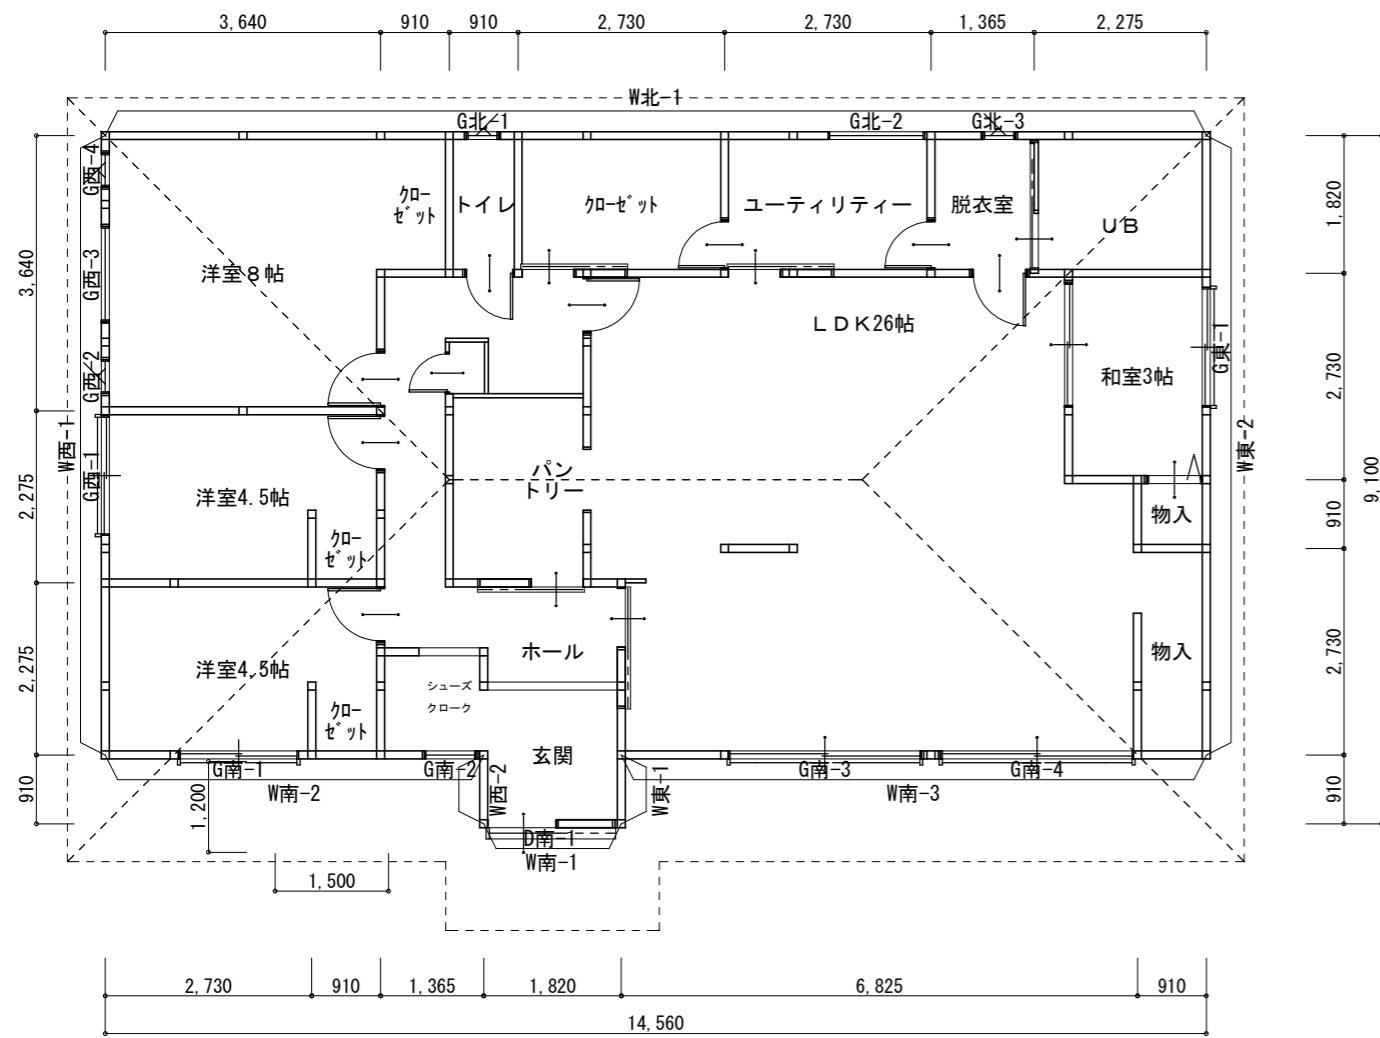 3,640
910
910
2,730
2,730
1,365
2,275
W北-1
G北-1
G北-2
G北-3
G西-4
G西-3
G西-2
G西-1
W西-1
3,640
2,275
2,275
910
クロー
ゼット
トイレ
クローゼット
ユーティリティー
脱衣室
UB
洋室8帖
LDK26帖
和室3帖
G東-1
W東-2
1,820
2,730
910
2,730
910
9,100
洋室4.5帖
クロー
ゼット
パン
トリー
物入
洋室4.5帖
クロー
ゼット
シューズ
クローク
ホール
玄関
物入
G南-1
G南-2
G南-3
G南-4
W南-2
W西-2
W東-1
W南-3
D南-1
W南-1
1,200
1,500
2,730
910
1,365
1,820
6,825
910
14,560